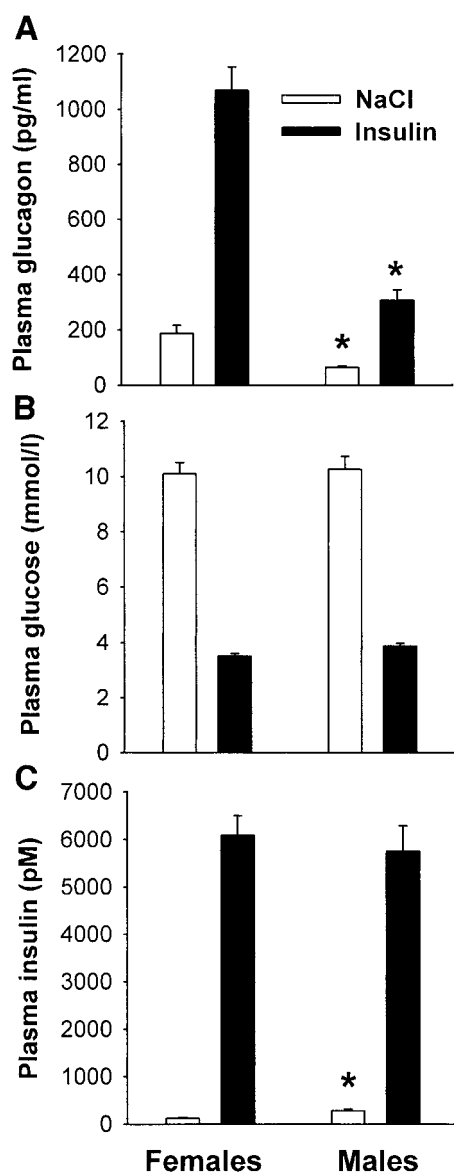 A
Plasma glucagon (pg/ml)
1200
1000
800
600
400
200
0
NaCl
Insulin
*
*
B
Plasma glucose (mmol/l)
12
10
8
6
4
2
0
C
Plasma insulin (pM)
7000
6000
5000
4000
3000
2000
1000
0
*
Females Males